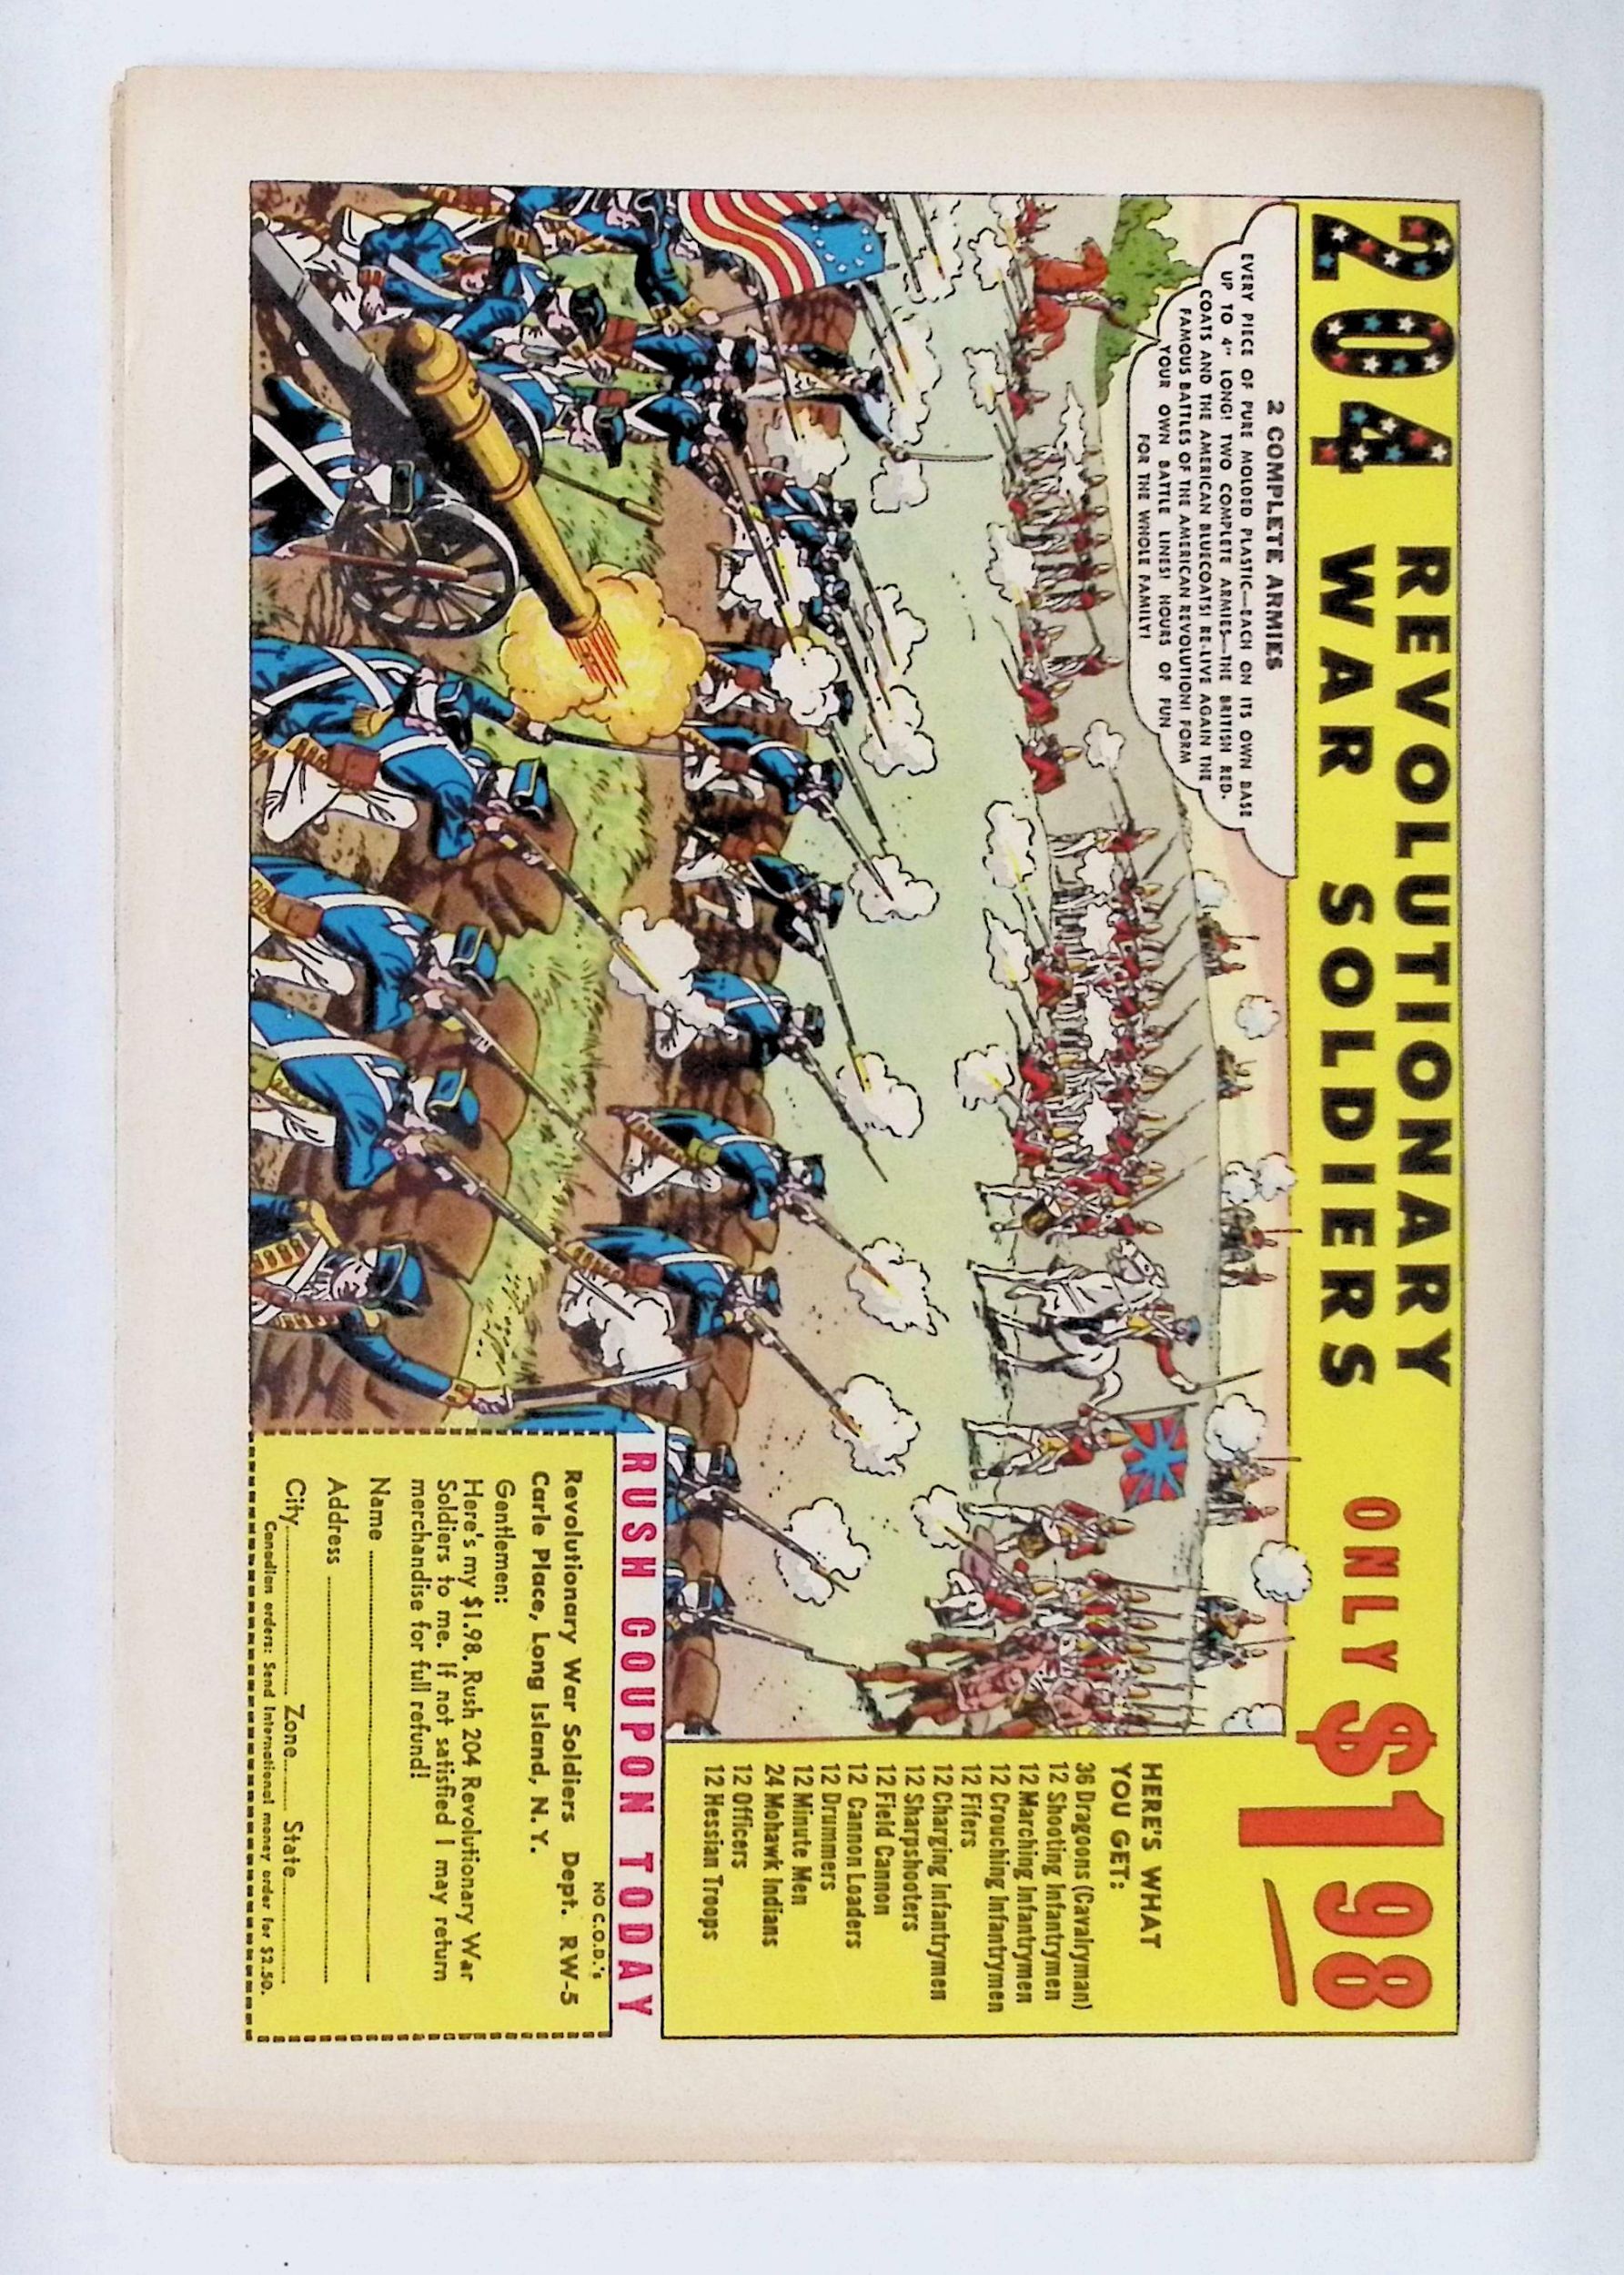 204 REVOLUTIONARY
WAR SOLDIERS
ONLY $1 98
2 COMPLETE ARMIES
EVERY PIECE OF PURE MOLDED PLASTIC—EACH ON ITS OWN BASE
UP TO 4" LONG! TWO COMPLETE ARMIES—THE BRITISH RED-
COATS AND THE AMERICAN BLUECOATS! RE-LIVE AGAIN THE
FAMOUS BATTLES OF THE AMERICAN REVOLUTION! FORM
YOUR OWN BATTLE LINES! HOURS OF FUN
FOR THE WHOLE FAMILY!
HERE'S WHAT
YOU GET:
36 Dragoons (Cavalryman)
12 Shooting Infantrymen
12 Marching Infantrymen
12 Crouching Infantrymen
12 Fifers
12 Charging Infantrymen
12 Sharpshooters
12 Field Cannon
12 Cannon Loaders
12 Drummers
12 Minute Men
24 Mohawk Indians
12 Officers
12 Hessian Troops
RUSH COUPON TODAY
NO C.O.D.'s
Revolutionary War Soldiers Dept. RW-5
Carle Place, Long Island, N. Y.
Gentlemen:
Here's my $1.98. Rush 204 Revolutionary War
Soldiers to me. If not satisfied I may return
merchandise for full refund!
Name
Address
City Zone State
Canadian orders: Send International money order for $2.50.